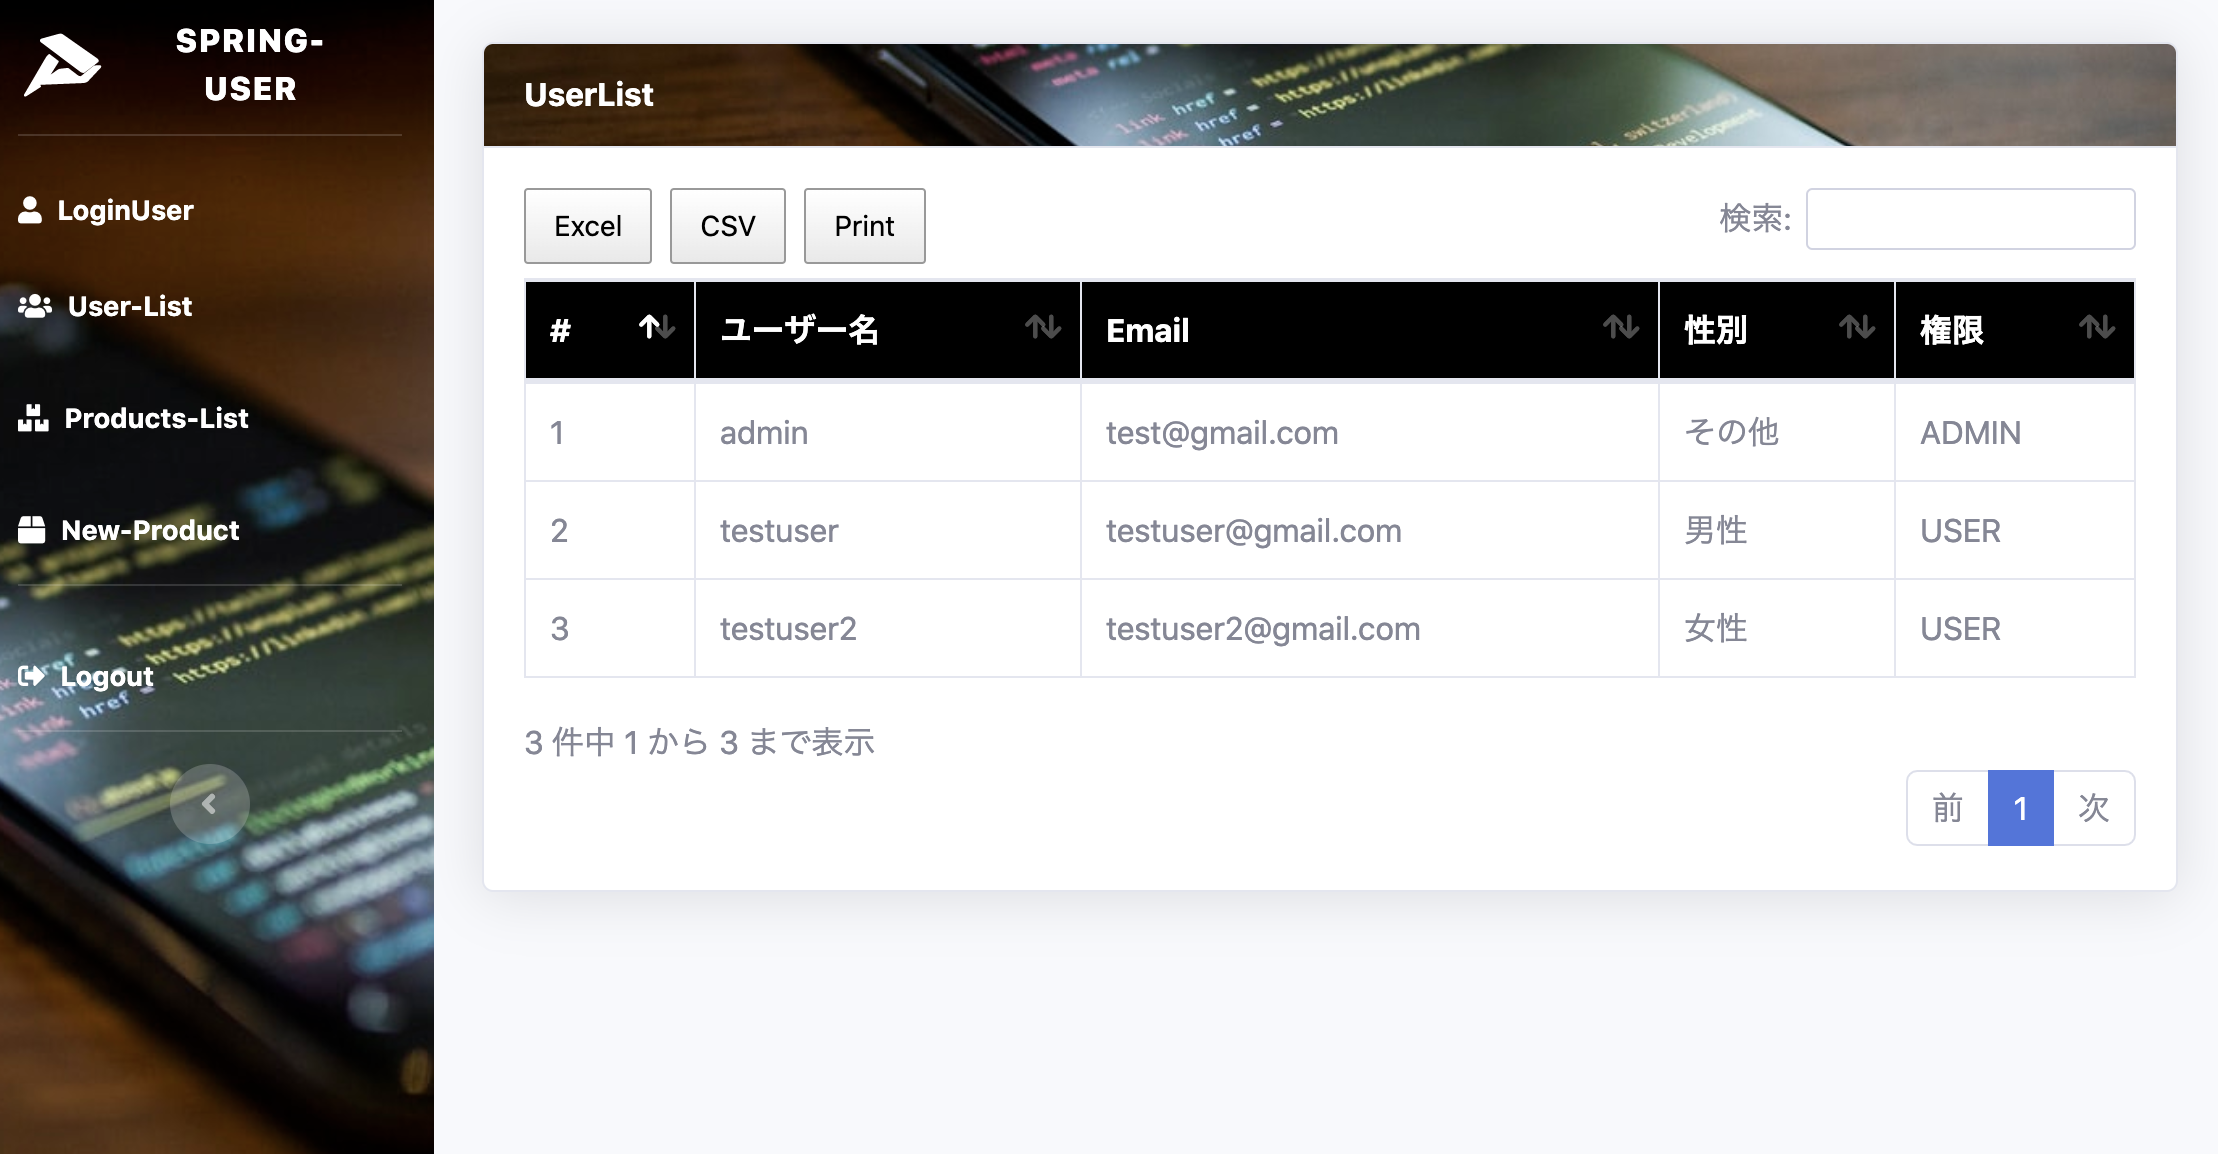 SPRING-
USER
LoginUser
User-List
Products-List
New-Product
Logout
UserList
Excel CSV Print 検索:
# ユーザー名 Email 性別 権限
1 admin test@gmail.com その他 ADMIN
2 testuser testuser@gmail.com 男性 USER
3 testuser2 testuser2@gmail.com 女性 USER
3 件中 1 から 3 まで表示
前 1 次